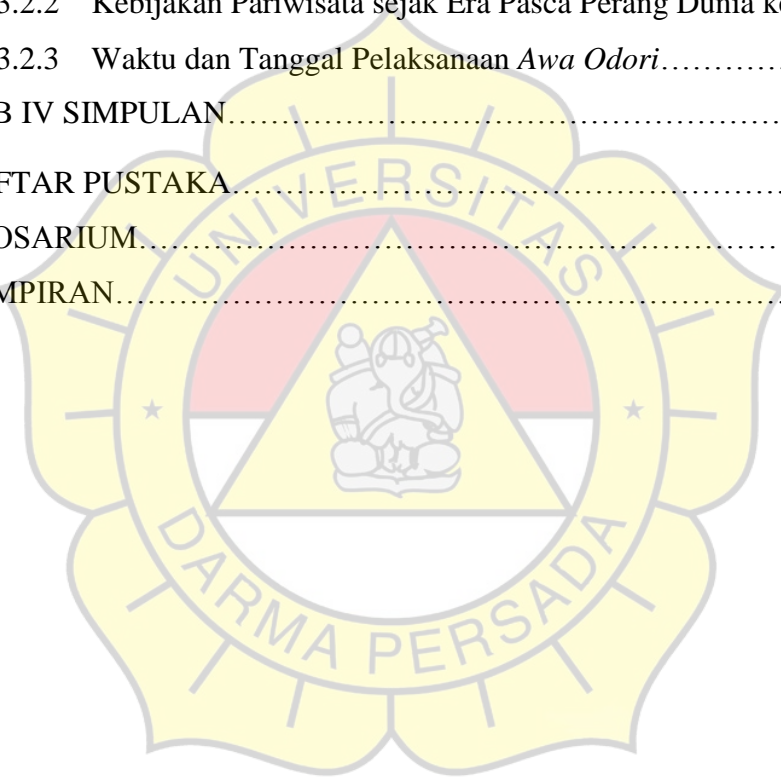 3.2.2 Kebijakan Pariwisata sejak Era Pasca Perang Dunia
3.2.3 Waktu dan Tanggal Pelaksanaan Awa Odori……………
B IV SIMPULAN……………………………………………………
FTAR PUSTAKA……………………………………………………
OSARIUM……………………………………………………………
MPIRAN………………………………………………………………
UNIVERSITAS
DARMA PERSADA